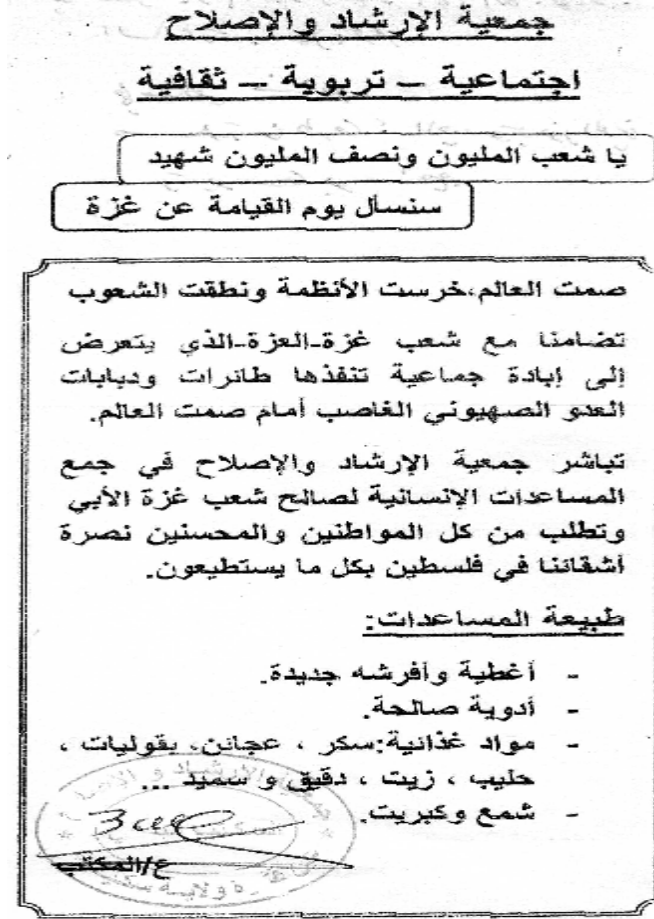 جمعية الإرشاد والإصلاح
اجتماعية – تربوية – ثقافية
يا شعب المليون ونصف المليون شهيد
سنسأل يوم القيامة عن غزة
صمت العالم،خرست الأنظمة ونطقت الشعوب
تضامنا مع شعب غزة-العزة-الذي يتعرض
إلى إبادة جماعية تنفذها طائرات ودبابات
العدو الصهيوني الغاصب أمام صمت العالم.
تباشر جمعية الإرشاد والإصلاح في جمع
المساعدات الإنسانية لصالح شعب غزة الأبي
وتطلب من كل المواطنين والمحسنين نصرة
أشقائنا في فلسطين بكل ما يستطيعون.
طبيعة المساعدات:
- أغطية وأفرشه جديدة.
- أدوية صالحة.
- مواد غذائية:سكر ، عجائن، بقوليات ،
حليب ، زيت ، دقيق و سميد ...
- شمع وكبريت.
ع/المكتب
جمعية الإرشاد و الإصلاح